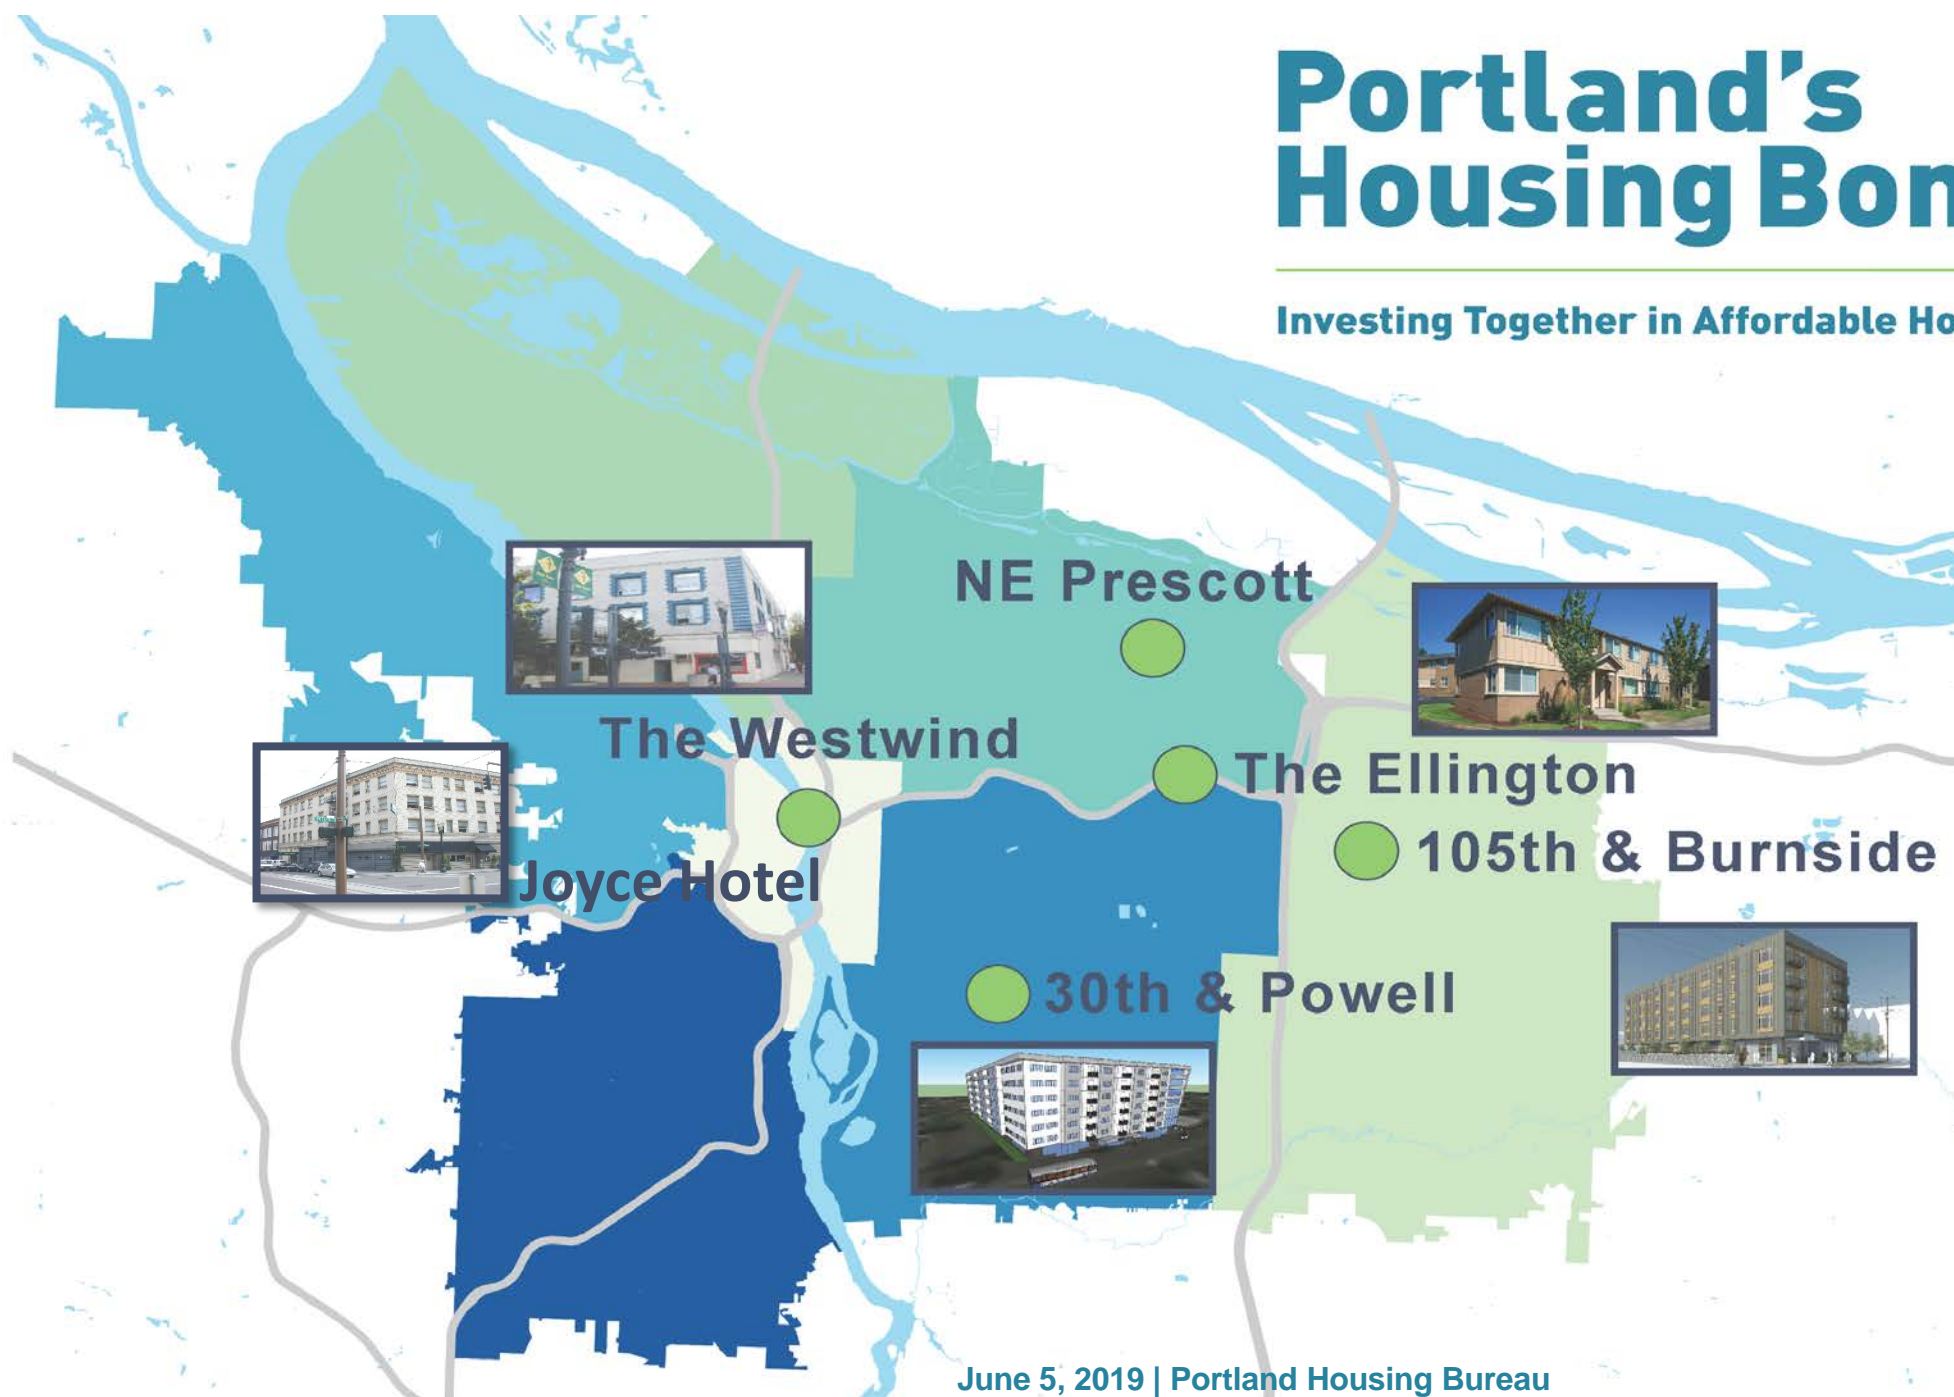 Portland's
Housing Bon
Investing Together in Affordable Ho
NE Prescott
The Westwind
The Ellington
105th & Burnside
Joyce Hotel
30th & Powell
June 5, 2019 | Portland Housing Bureau